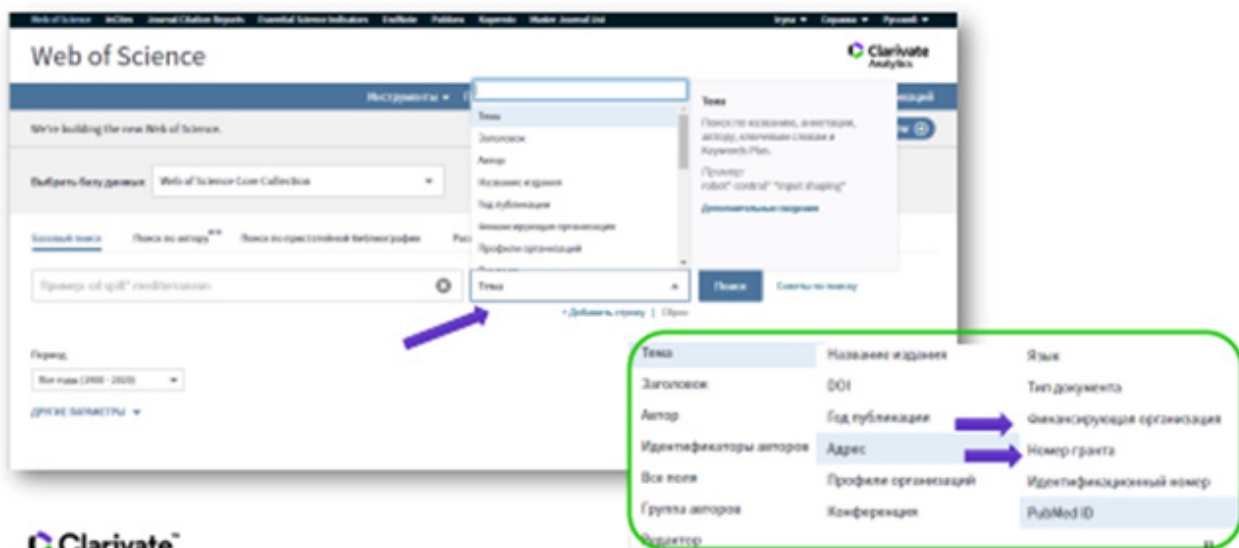 Web of Science InCites Journal Citation Reports Essential Science Indicators EndNote Publons Kopernio Master Journal List
Iryna Справка Русский
Web of Science
Clarivate
Analytics
Инструменты
We're building the new Web of Science.
Выбрать базу данных Web of Science Core Collection
Базовый поиск Поиск по автору Поиск по пристатейной библиографии
Тема
Заголовок
Автор
Название издания
Год публикации
Финансирующая организация
Профили организаций
Тема
Поиск по названию, аннотации,
автору, ключевым словам и
Keywords Plus.
Пример:
robot* control* "input shaping"
Дополнительные сведения
Пример: oil spill* mediterranean
Тема
Поиск
Советы по поиску
+ Добавить строку | Сброс
Период
Все годы (1900 - 2020)
ДРУГИЕ ПАРАМЕТРЫ
Тема Название издания Язык
Заголовок DOI Тип документа
Автор Год публикации Финансирующая организация
Идентификаторы авторов Адрес Номер гранта
Все поля Профили организаций Идентификационный номер
Группа авторов Конференция PubMed ID
Редактор
Clarivate™